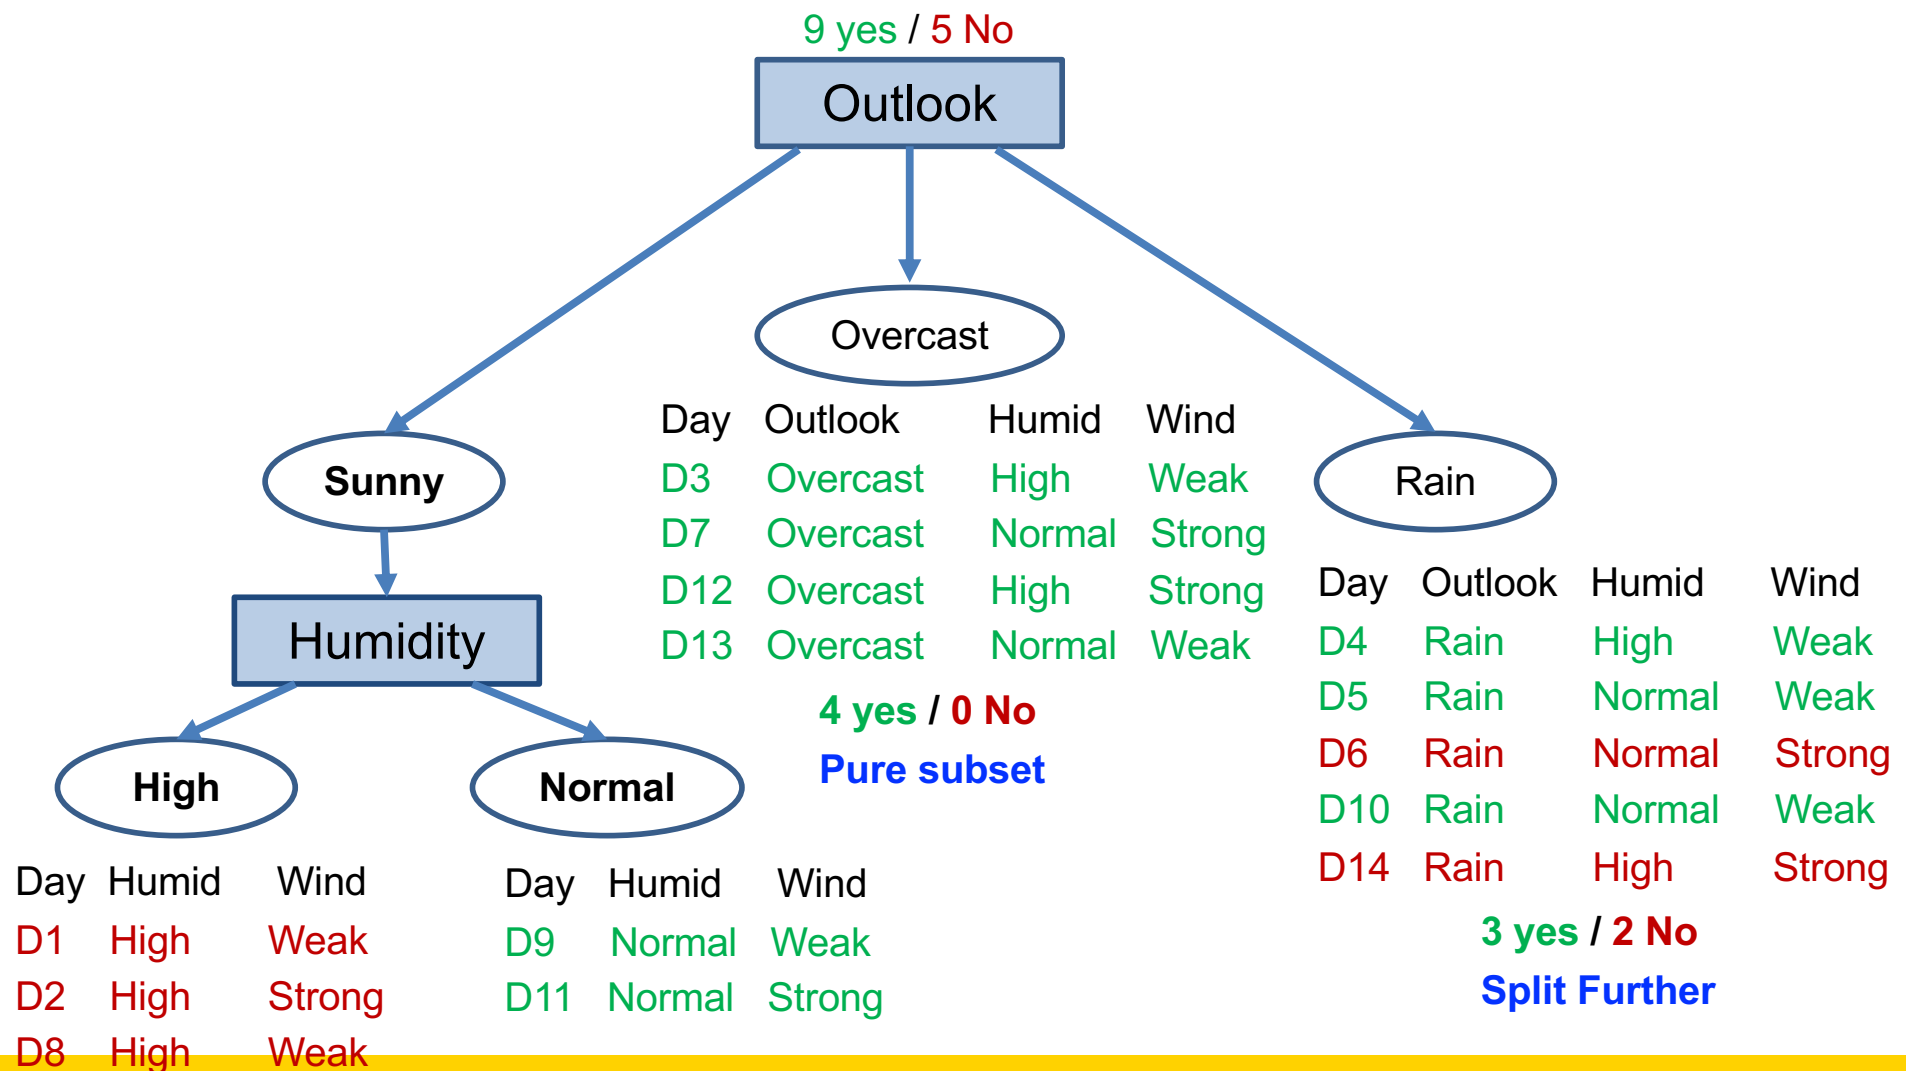 9 yes / 5 No
Outlook
Overcast
Day Outlook Humid Wind
D3 Overcast High Weak
D7 Overcast Normal Strong
D12 Overcast High Strong
D13 Overcast Normal Weak
4 yes / 0 No
Pure subset
Sunny
Humidity
High
Normal
Day Humid Wind
D1 High Weak
D2 High Strong
D8 High Weak
Day Humid Wind
D9 Normal Weak
D11 Normal Strong
Rain
Day Outlook Humid Wind
D4 Rain High Weak
D5 Rain Normal Weak
D6 Rain Normal Strong
D10 Rain Normal Weak
D14 Rain High Strong
3 yes / 2 No
Split Further